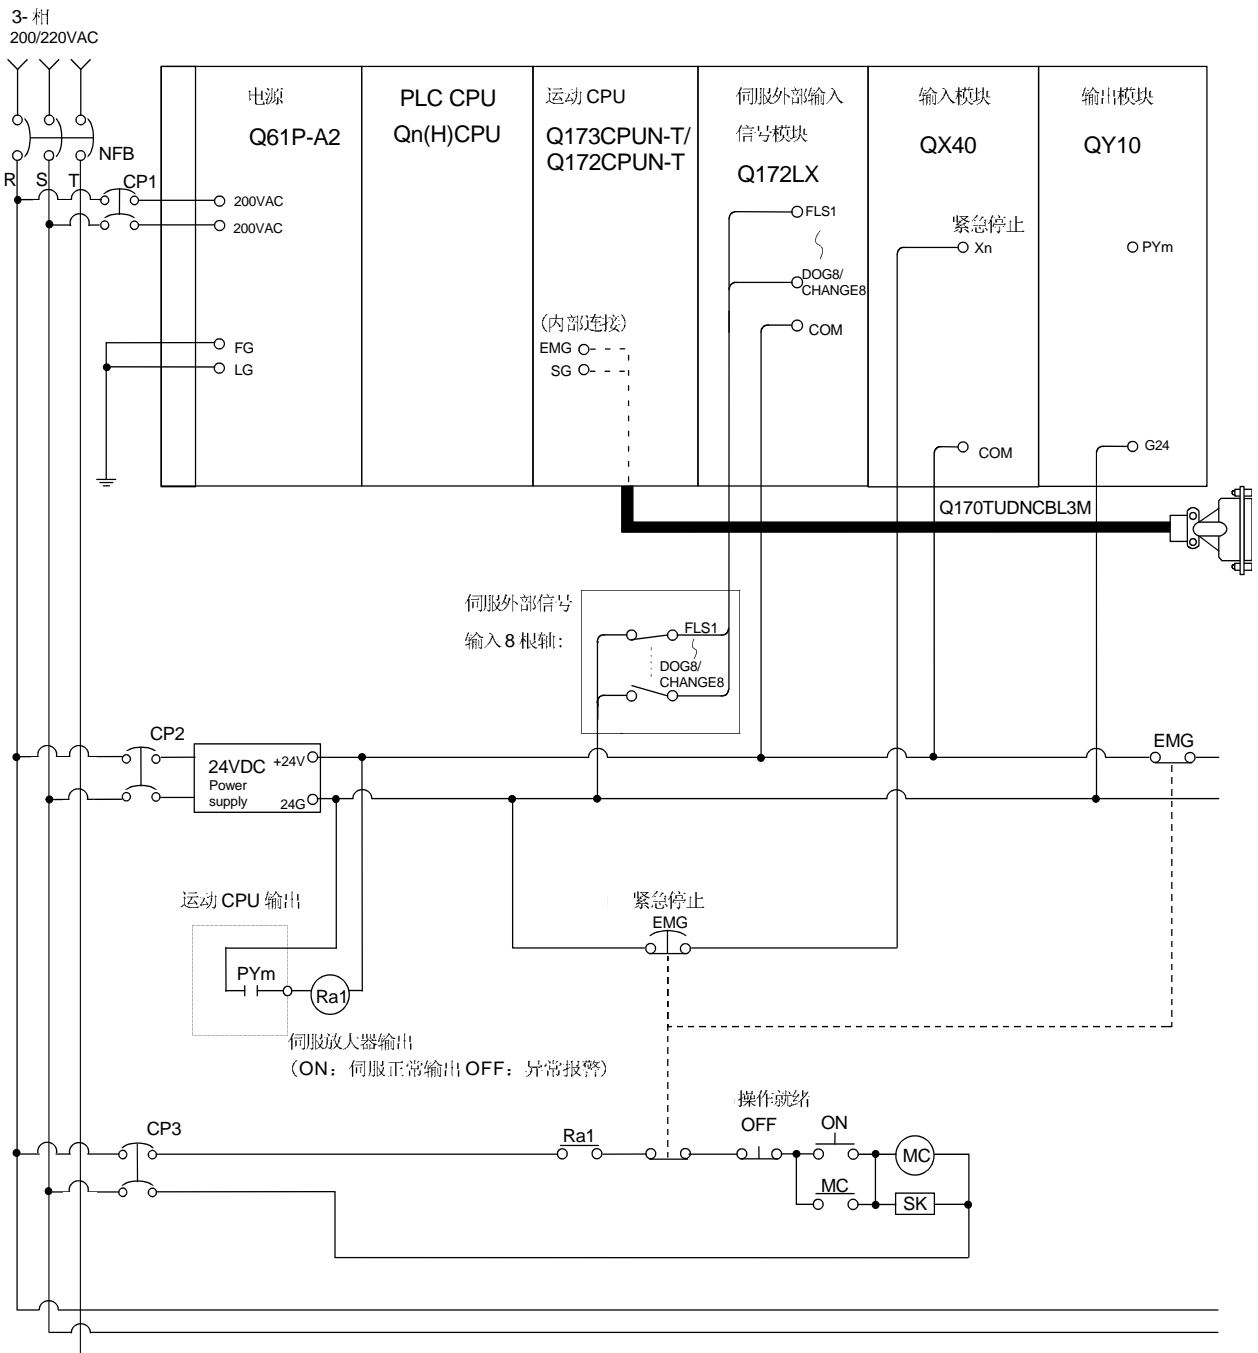 3- 相
200/220VAC
NFB
R
S
T
CP1
电源
Q61P-A2
200VAC
200VAC
FG
LG
PLC CPU
Qn(H)CPU
运动 CPU
Q173CPUN-T/
Q172CPUN-T
(内部连接)
EMG
SG
伺服外部输入
信号模块
Q172LX
FLS1
DOG8/
CHANGE8
COM
输入模块
QX40
紧急停止
Xn
COM
输出模块
QY10
PYm
G24
Q170TUDNCBL3M
伺服外部信号
输入 8 根轴:
FLS1
DOG8/
CHANGE8
CP2
24VDC
Power
supply
+24V
24G
EMG
运动 CPU 输出
PYm
Ra1
紧急停止
EMG
伺服放大器输出
（ON：伺服正常输出 OFF：异常报警）
操作就绪
CP3
Ra1
OFF
ON
MC
MC
SK